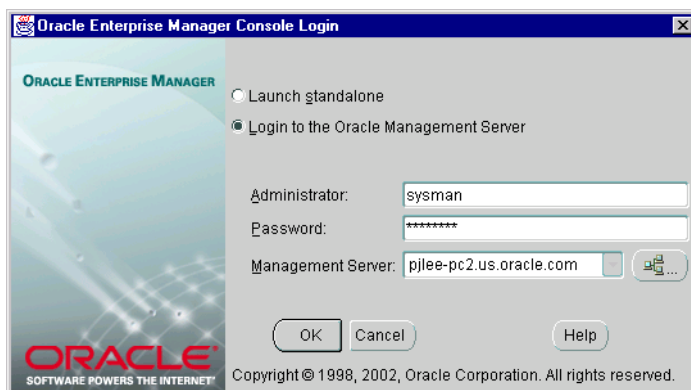 Oracle Enterprise Manager Console Login
ORACLE ENTERPRISE MANAGER
Launch standalone
Login to the Oracle Management Server
Administrator: sysman
Password: ********
Management Server: pjlee-pc2.us.oracle.com ...
OK Cancel Help
ORACLE®
SOFTWARE POWERS THE INTERNET™
Copyright © 1998, 2002, Oracle Corporation. All rights reserved.